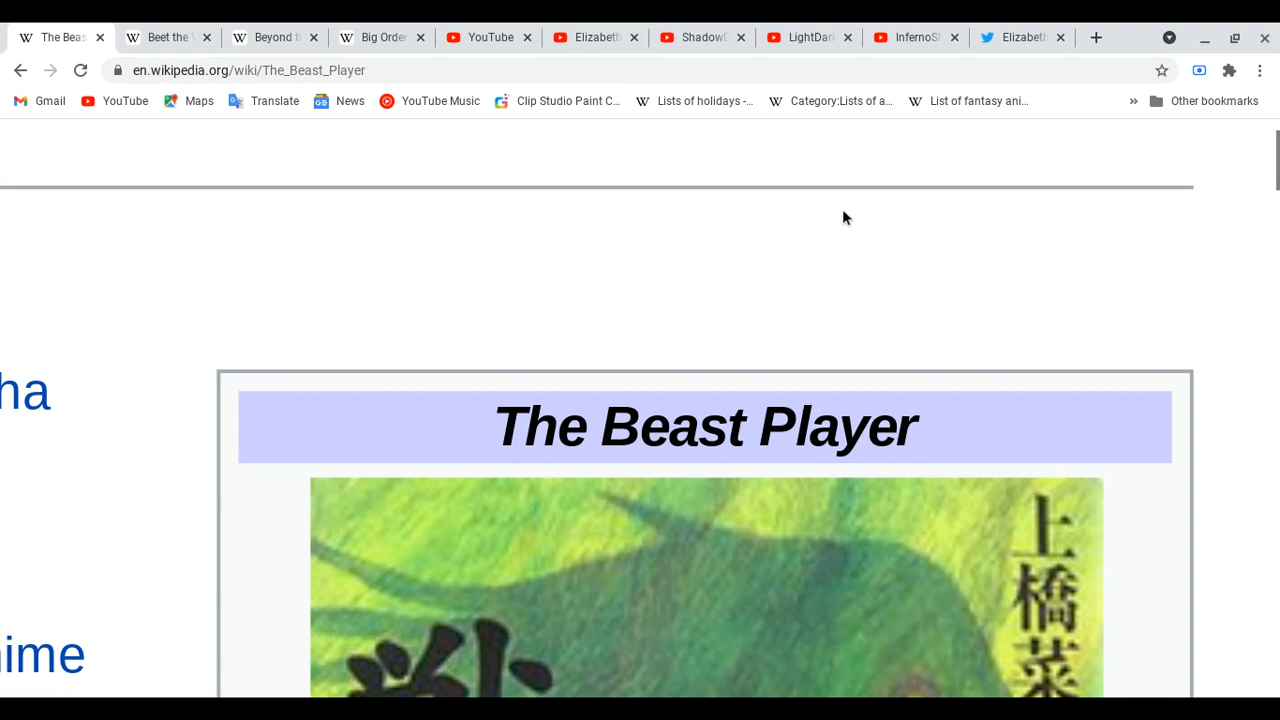 The Beas
Beet the
Beyond t
Big Order
YouTube
Elizabeth
Shadow
LightDar
InfernoS
Elizabeth
en.wikipedia.org/wiki/The_Beast_Player
Gmail
YouTube
Maps
Translate
News
YouTube Music
Clip Studio Paint C...
Lists of holidays -...
Category:Lists of a...
List of fantasy ani...
Other bookmarks
The Beast Player
ha
上橋菜
獣
ime